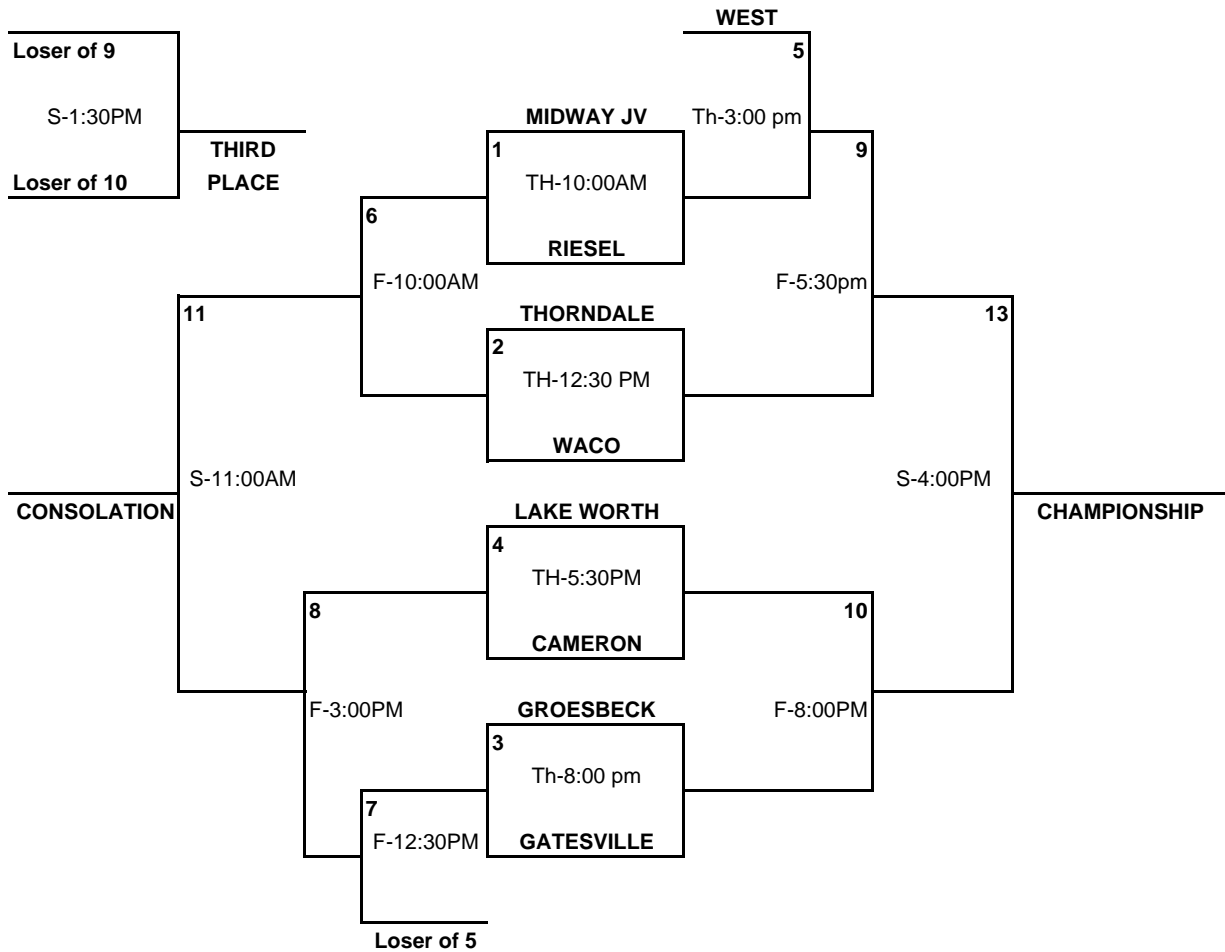 WEST
Loser of 9
5
S-1:30PM
MIDWAY JV
Th-3:00 pm
THIRD
1
9
TH-10:00AM
Loser of 10
PLACE
6
RIESEL
F-10:00AM
F-5:30pm
11
THORNDALE
13
2
TH-12:30 PM
WACO
S-11:00AM
S-4:00PM
CONSOLATION
LAKE WORTH
CHAMPIONSHIP
4
TH-5:30PM
8
10
CAMERON
F-3:00PM
GROESBECK
F-8:00PM
3
Th-8:00 pm
7
F-12:30PM
GATESVILLE
Loser of 5